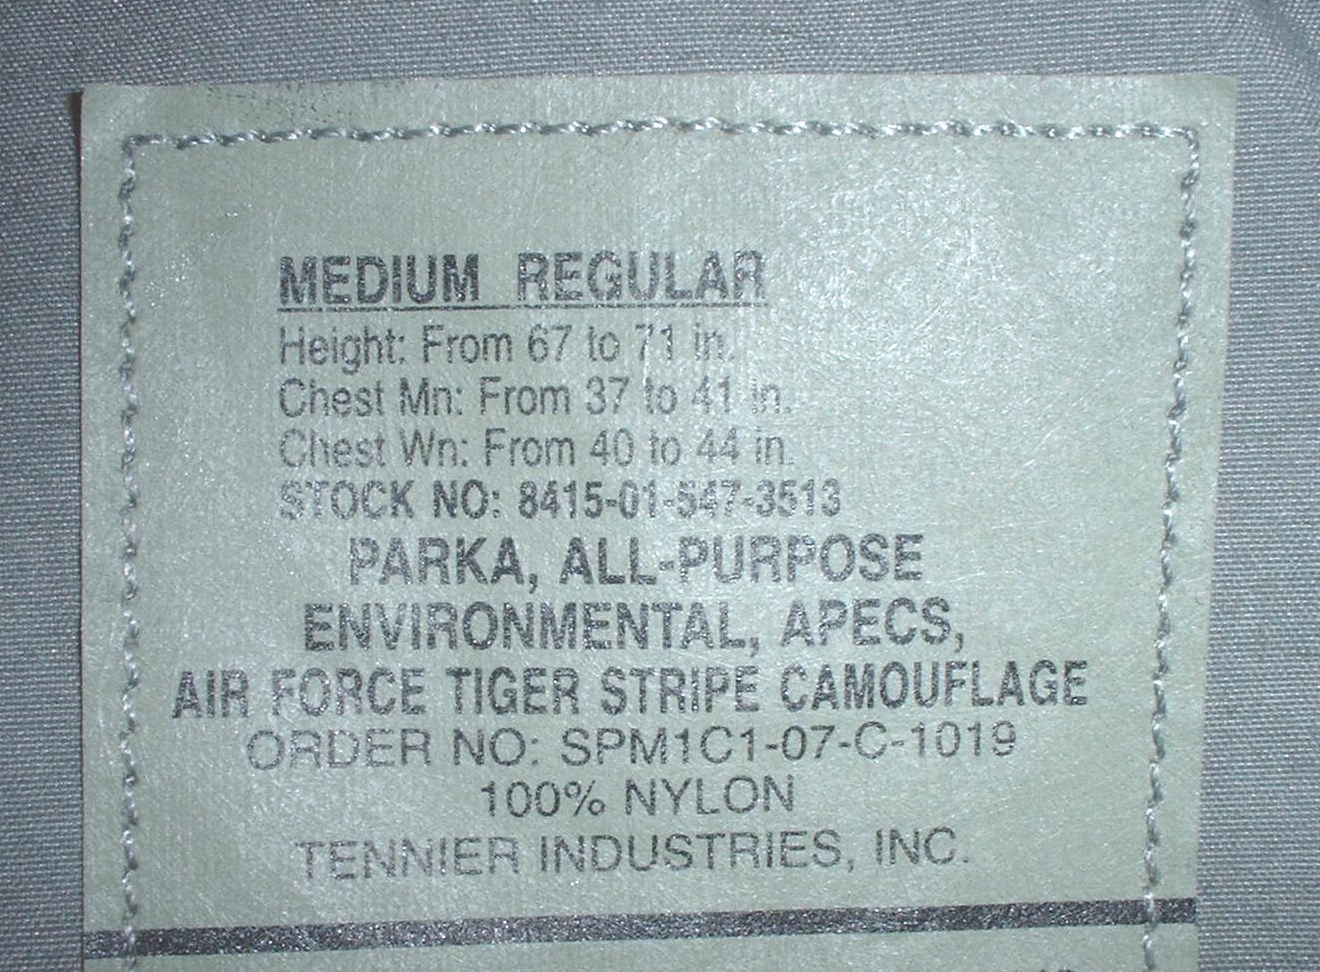 MEDIUM REGULAR
Height: From 67 to 71 in.
Chest Mn: From 37 to 41 in.
Chest Wn: From 40 to 44 in.
STOCK NO: 8415-01-547-3513
PARKA, ALL-PURPOSE
ENVIRONMENTAL, APECS,
AIR FORCE TIGER STRIPE CAMOUFLAGE
ORDER NO: SPM1C1-07-C-1019
100% NYLON
TENNIER INDUSTRIES, INC.